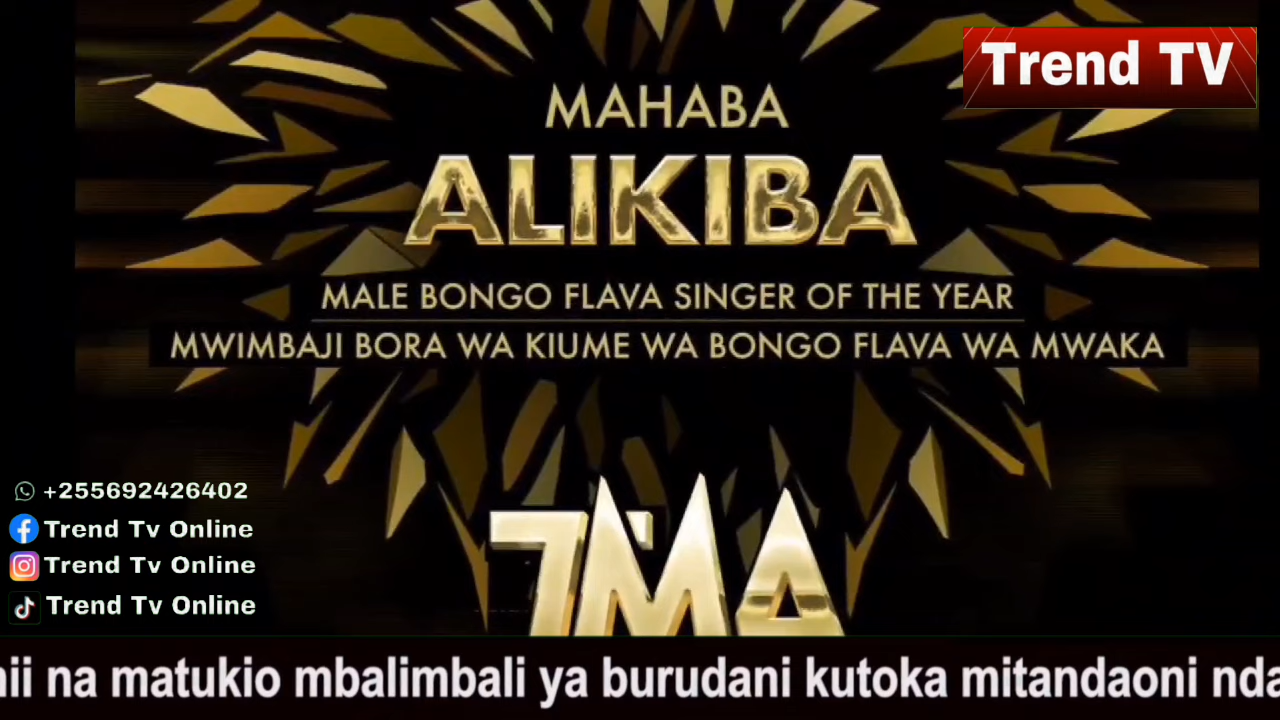 Trend TV
MAHABA
ALIKIBA
MALE BONGO FLAVA SINGER OF THE YEAR
MWIMBAJI BORA WA KIUME WA BONGO FLAVA WA MWAKA
+255692426402
Trend Tv Online
Trend Tv Online
Trend Tv Online
na matukio mbalimbali ya burudani kutoka mitandaoni